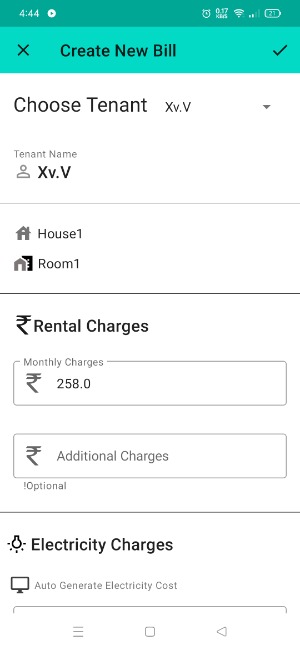 4:44 0.17 KB/S 21
Create New Bill
Choose Tenant Xv.V
Tenant Name
Xv.V
House1
Room1
₹ Rental Charges
Monthly Charges
₹ 258.0
₹ Additional Charges
!Optional
Electricity Charges
Auto Generate Electricity Cost